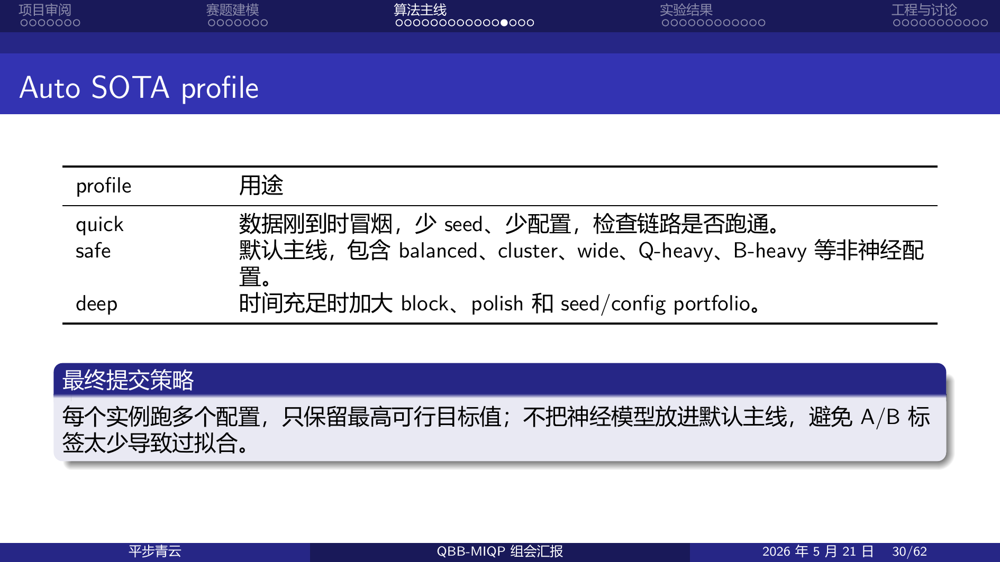 项目审阅
赛题建模
算法主线
实验结果
工程与讨论
Auto SOTA profile
profile 用途
quick 数据刚到时冒烟，少 seed、少配置，检查链路是否跑通。
safe 默认主线，包含 balanced、cluster、wide、Q-heavy、B-heavy 等非神经配
置。
deep 时间充足时加大 block、polish 和 seed/config portfolio。
最终提交策略
每个实例跑多个配置，只保留最高可行目标值；不把神经模型放进默认主线，避免 A/B 标
签太少导致过拟合。
平步青云
QBB-MIQP 组会汇报
2026 年 5 月 21 日 30/62